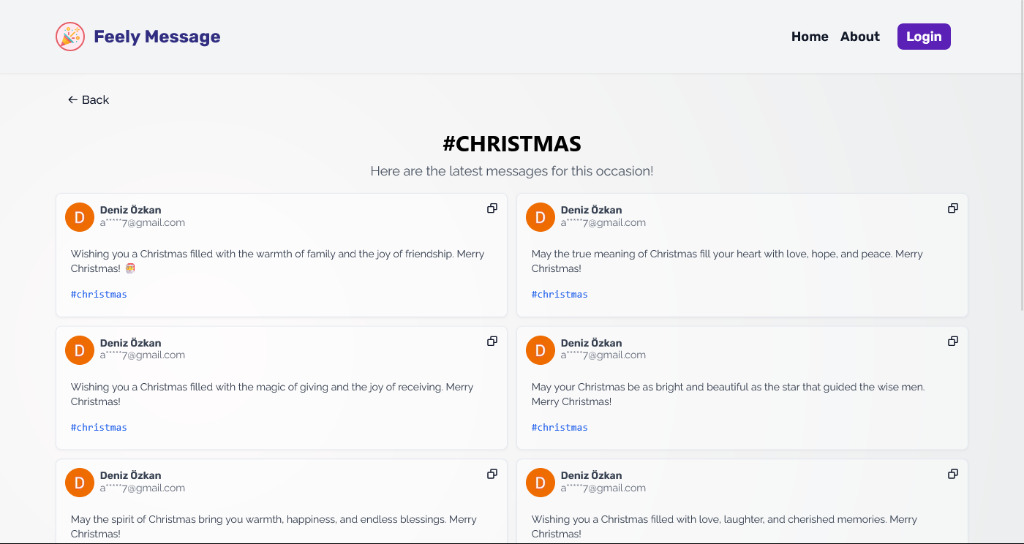 Feely Message
Home About Login
← Back
#CHRISTMAS
Here are the latest messages for this occasion!
D Deniz Özkan
a*****7@gmail.com
Wishing you a Christmas filled with the warmth of family and the joy of friendship. Merry
Christmas! 🎅
#christmas
D Deniz Özkan
a*****7@gmail.com
May the true meaning of Christmas fill your heart with love, hope, and peace. Merry
Christmas!
#christmas
D Deniz Özkan
a*****7@gmail.com
Wishing you a Christmas filled with the magic of giving and the joy of receiving. Merry
Christmas!
#christmas
D Deniz Özkan
a*****7@gmail.com
May your Christmas be as bright and beautiful as the star that guided the wise men.
Merry Christmas!
#christmas
D Deniz Özkan
a*****7@gmail.com
May the spirit of Christmas bring you warmth, happiness, and endless blessings. Merry
Christmas!
D Deniz Özkan
a*****7@gmail.com
Wishing you a Christmas filled with love, laughter, and cherished memories. Merry
Christmas!